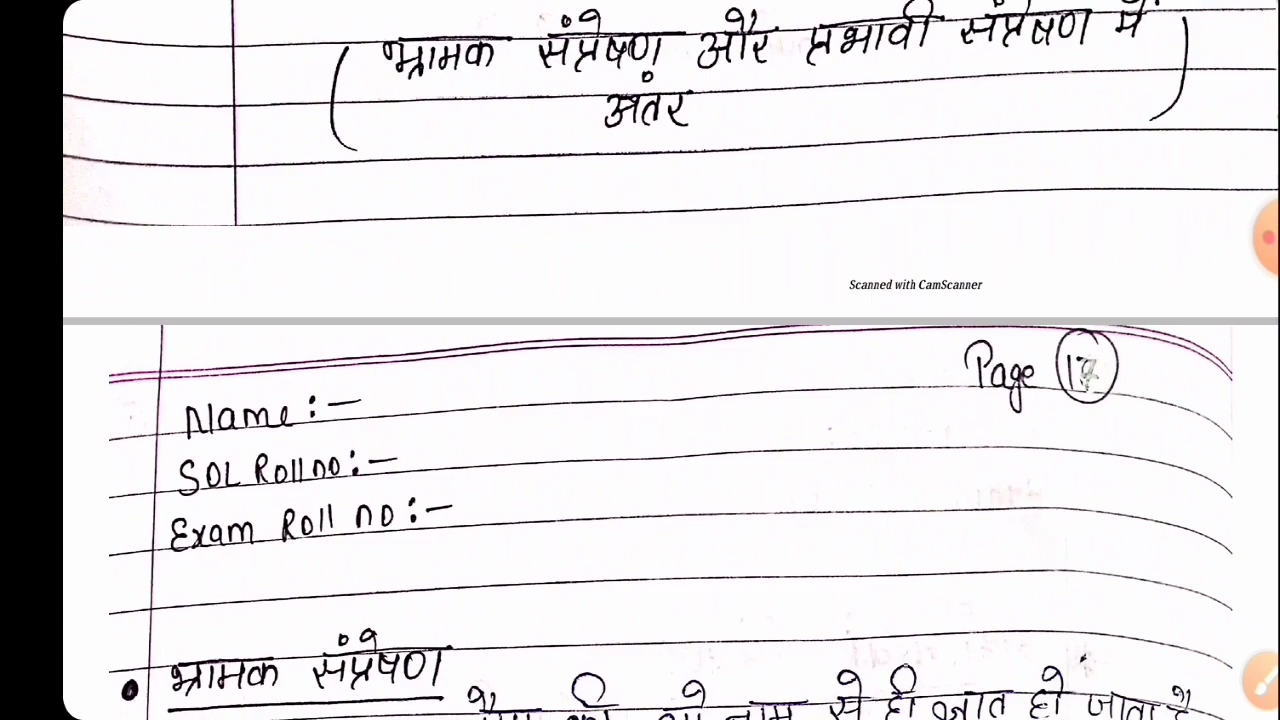 (भ्रामक संप्रेषण और प्रभावी संप्रेषण में
अंतर)
Scanned with CamScanner
Page 17
Name:-
SOL Roll no:-
Exam Roll no:-
• भ्रामक संप्रेषण
नाम से ही ज्ञात हो जाता है